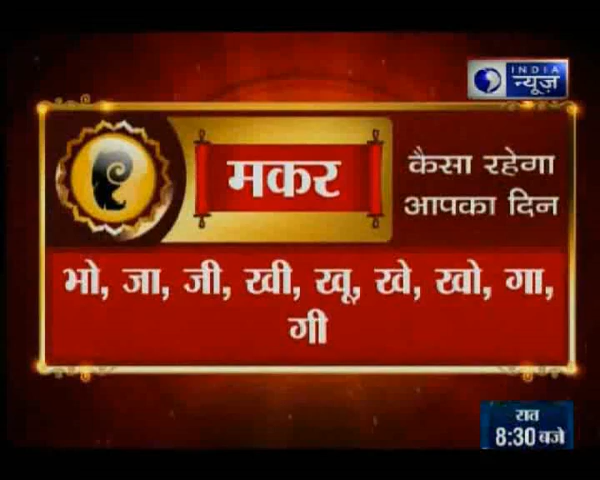 INDIA
न्यूज़
मकर
कैसा रहेगा
आपका दिन
भो, जा, जी, खी, खू, खे, खो, गा,
गी
रात
8:30 बजे